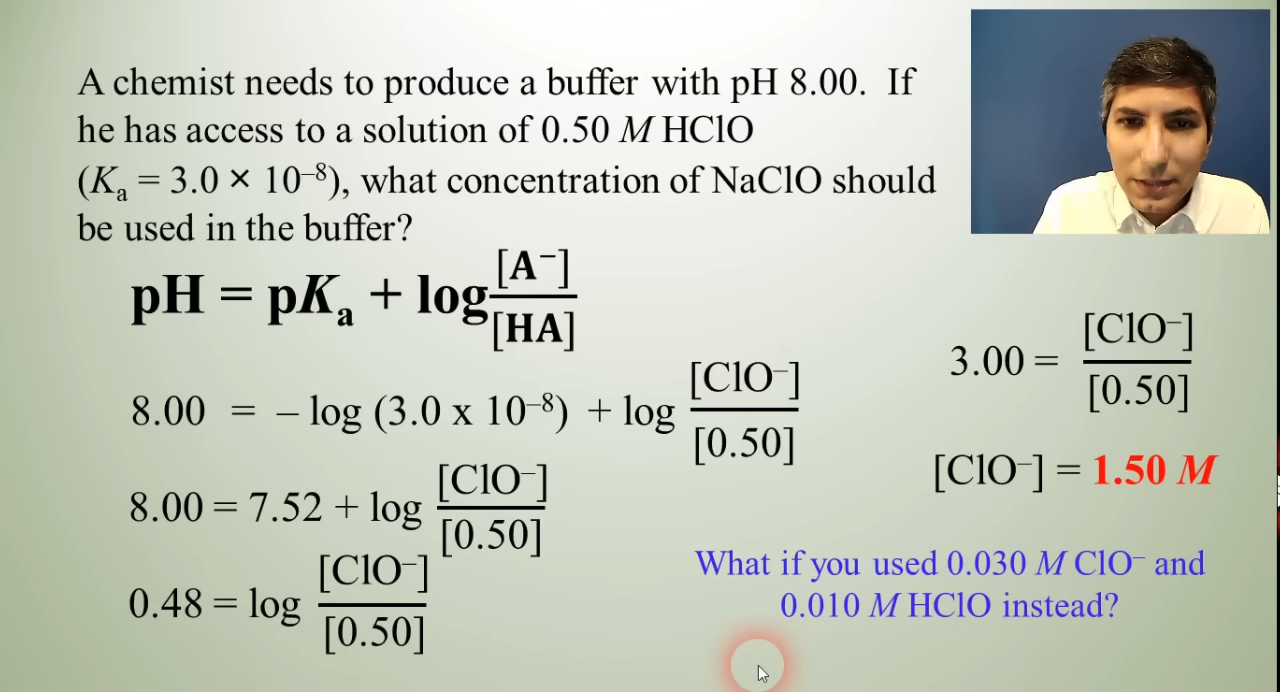 A chemist needs to produce a buffer with pH 8.00. If
he has access to a solution of 0.50 M HClO
(Kₐ = 3.0 × 10⁻⁸), what concentration of NaClO should
be used in the buffer?
pH = pKₐ + log [A⁻]/[HA]
8.00 = – log (3.0 x 10⁻⁸) + log [ClO⁻]/[0.50]
8.00 = 7.52 + log [ClO⁻]/[0.50]
0.48 = log [ClO⁻]/[0.50]
3.00 = [ClO⁻]/[0.50]
[ClO⁻] = 1.50 M
What if you used 0.030 M ClO⁻ and
0.010 M HClO instead?